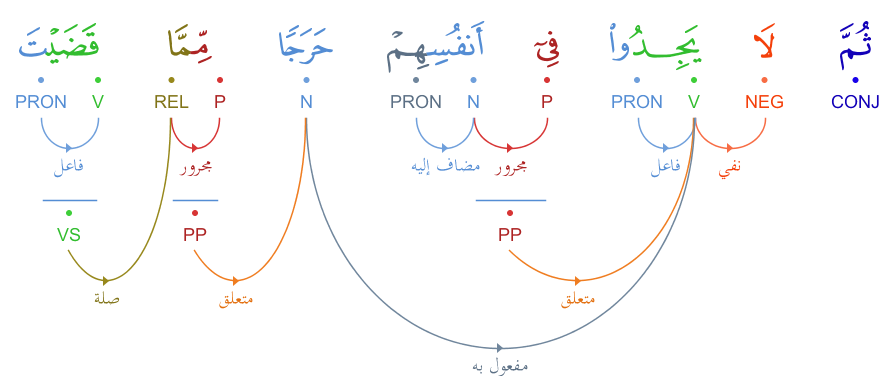 ثُمَّ لَا يَجِدُوا۟ فِىٓ أَنفُسِهِمْ حَرَجًا مِّمَّا قَضَيْتَ
CONJ NEG V PRON P N PRON N P REL V PRON
نفي فاعل مجرور مضاف إليه مجرور فاعل
PP PP VS
متعلق متعلق صلة
مفعول به